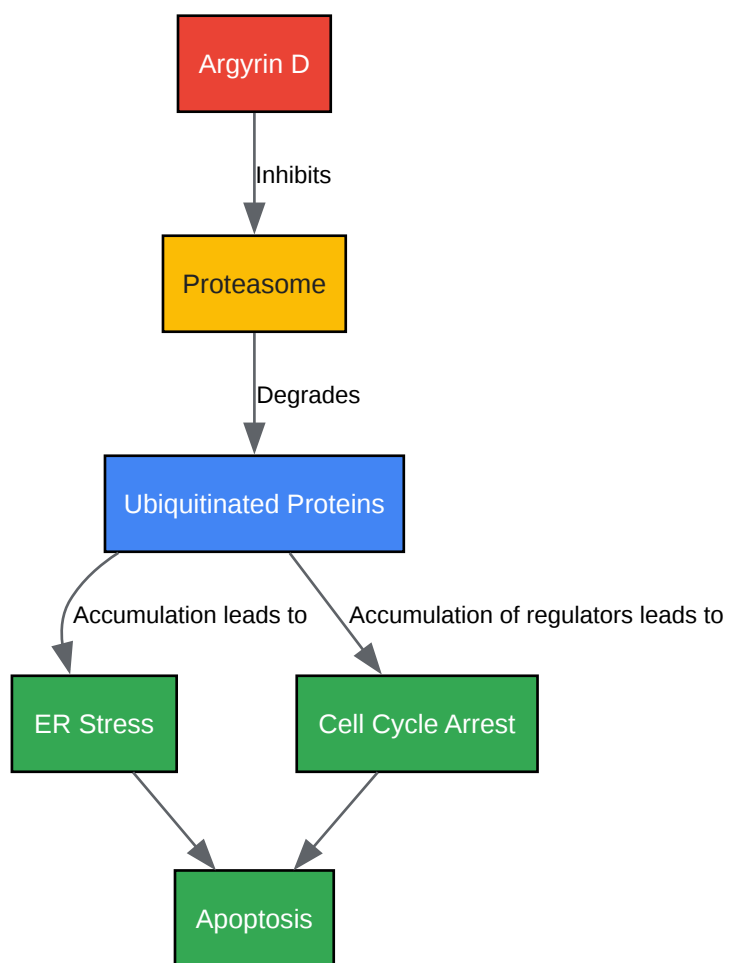 Argyrin D
Inhibits
Proteasome
Degrades
Ubiquitinated Proteins
Accumulation leads to
Accumulation of regulators leads to
ER Stress
Cell Cycle Arrest
Apoptosis